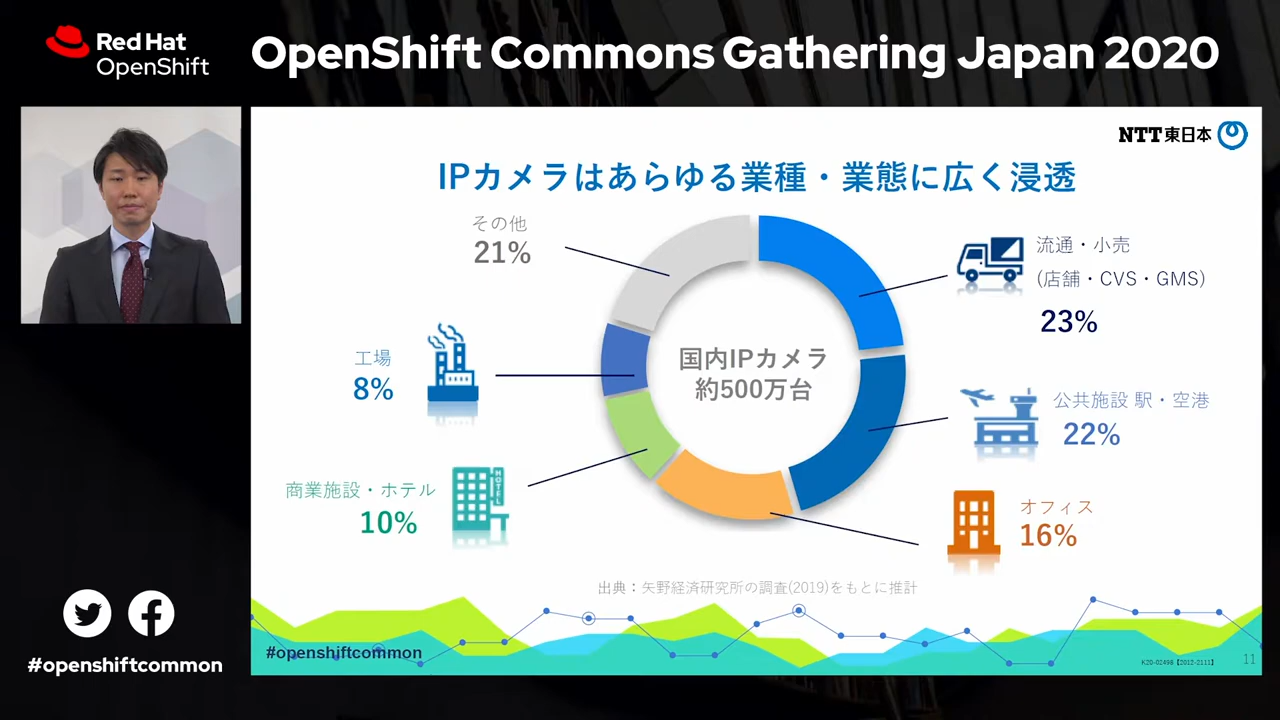 Red Hat
OpenShift
OpenShift Commons Gathering Japan 2020
NTT東日本
IPカメラはあらゆる業種・業態に広く浸透
その他
21%
流通・小売
(店舗・CVS・GMS)
23%
工場
8%
国内IPカメラ
約500万台
公共施設 駅・空港
22%
商業施設・ホテル
10%
HOTEL
オフィス
16%
出典：矢野経済研究所の調査(2019)をもとに推計
#openshiftcommon
K20-02498【2012-2111】
11
#openshiftcommon